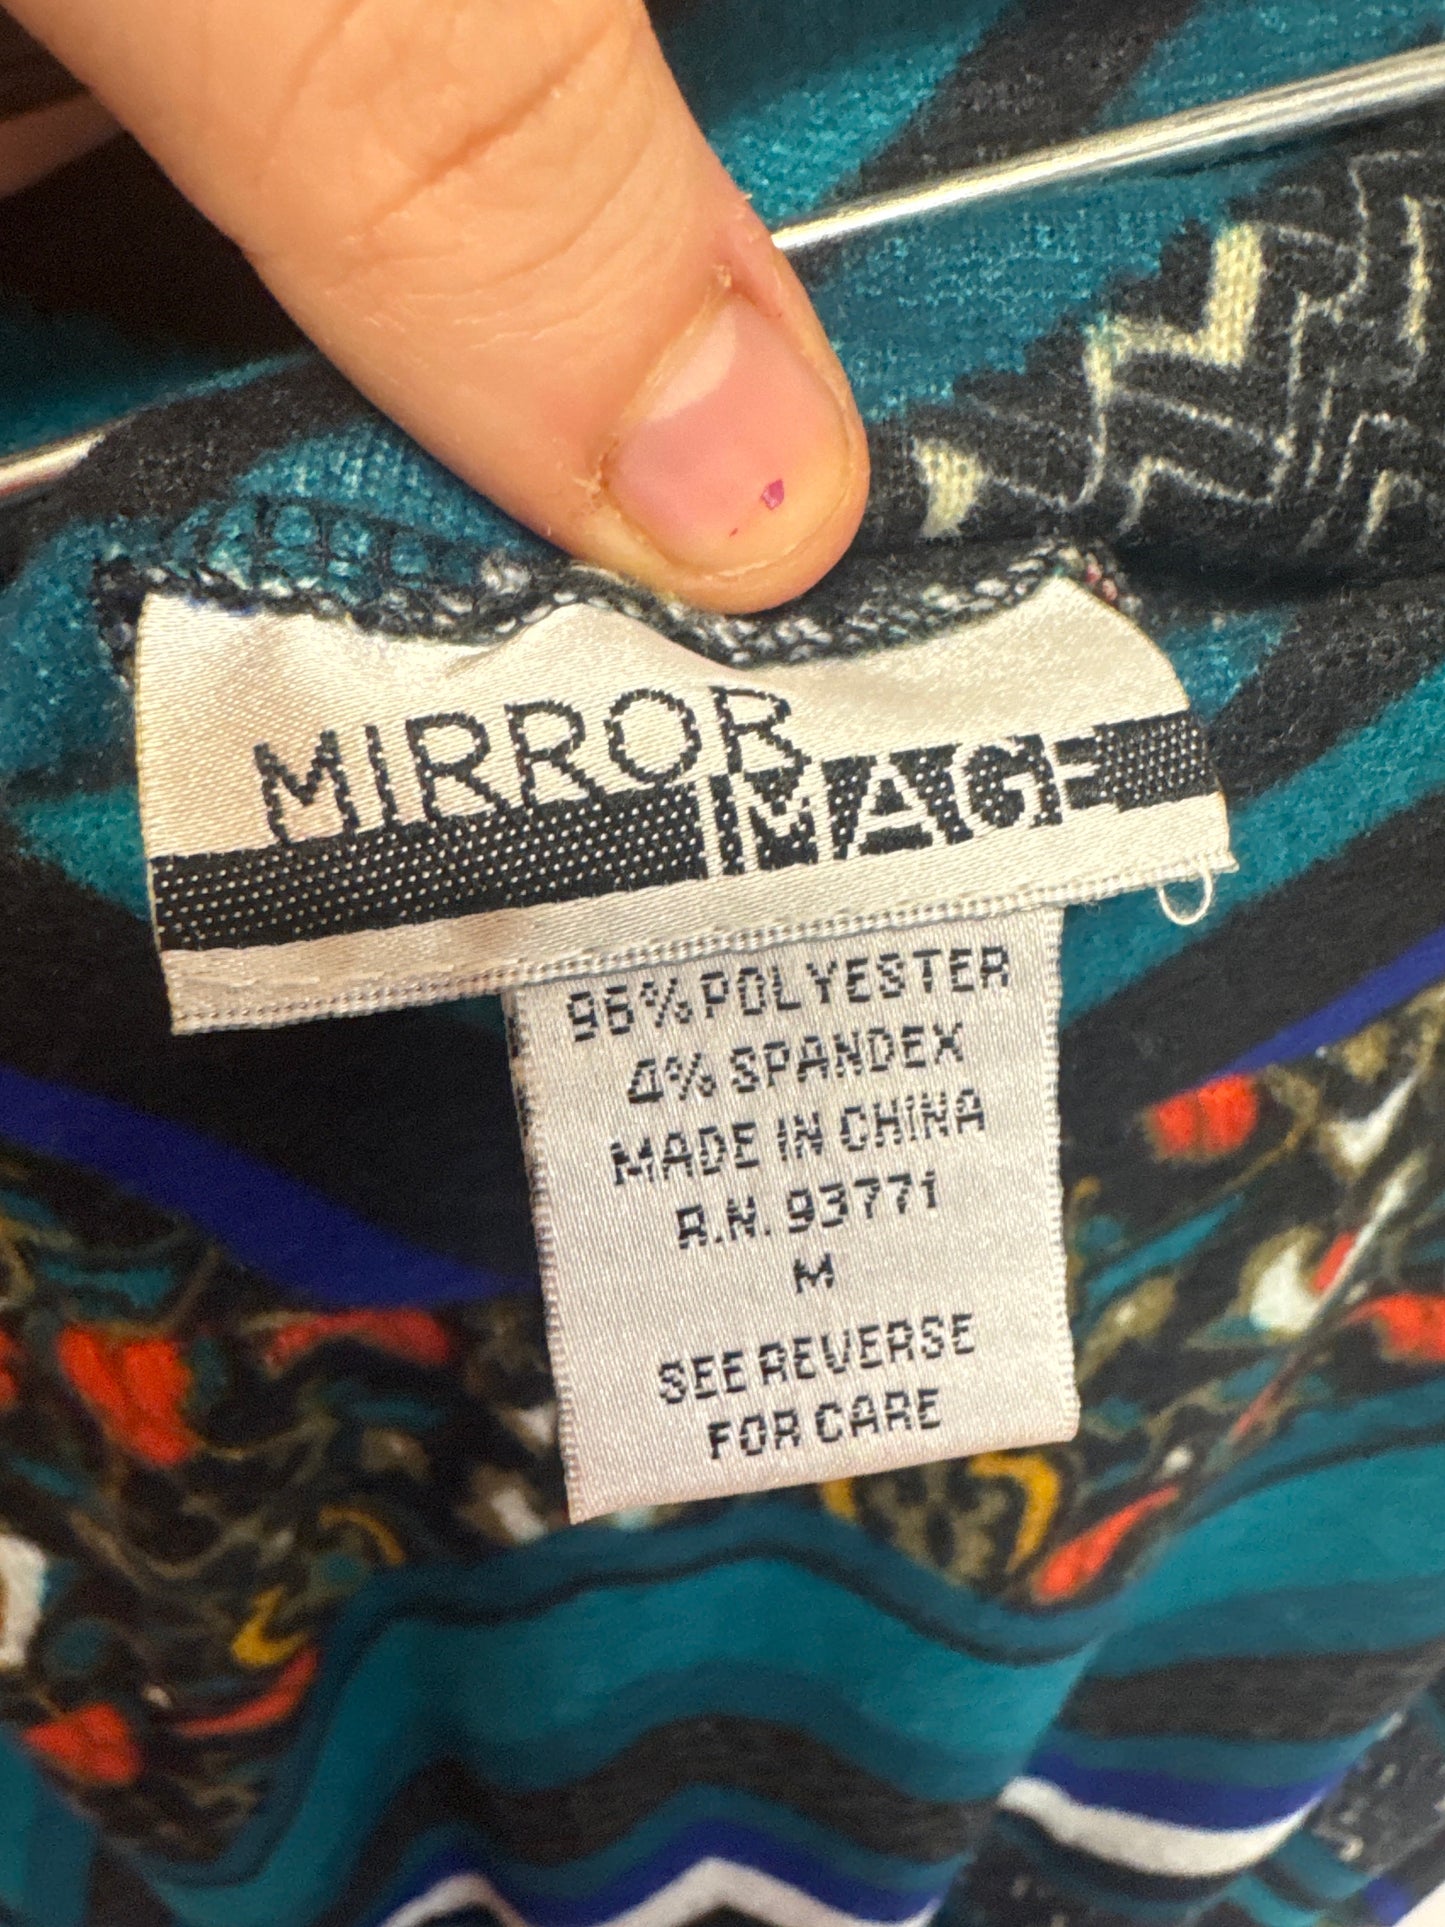 MIRROR
IMAGE
96% POLYESTER
4% SPANDEX
MADE IN CHINA
R.N. 93771
M
SEE REVERSE
FOR CARE